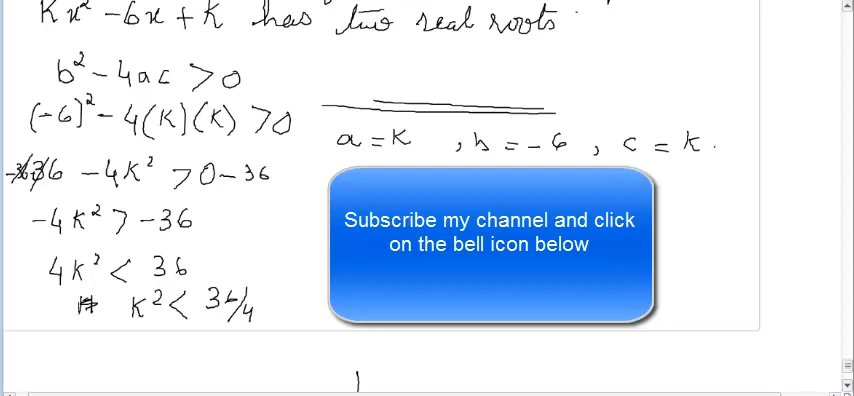 Kx² - 6x + K has two real roots.
b² - 4ac > 0
(-6)² - 4(K)(K) > 0
a = K , b = -6 , c = K.
-36 36 - 4K² > 0 - 36
-4K² > -36
4K² < 36
K² < 36/4
Subscribe my channel and click
on the bell icon below